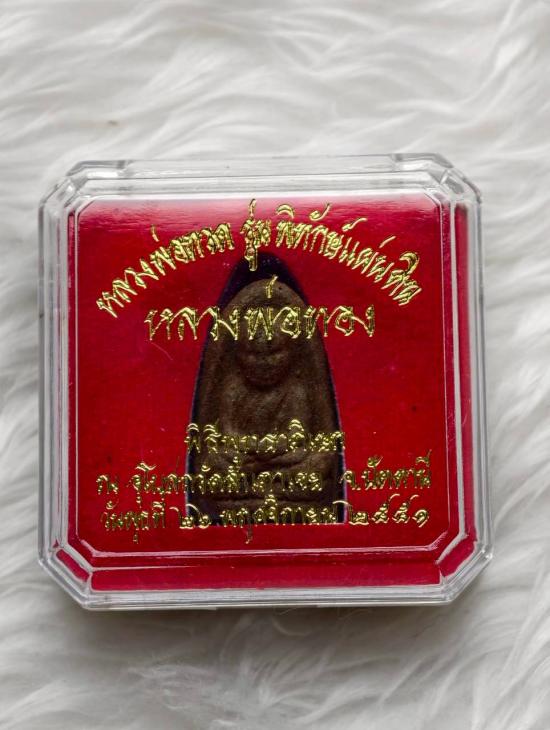 หลวงพ่อทวด รุ่น พิทักษ์แผ่นดิน
หลวงพ่อทอง
พิธีพุทธาภิเษก
ณ อุโบสถวัดสำเภาเชย จ.ปัตตานี
วันพุธที่ พฤศจิกายน ๒๕๕๑